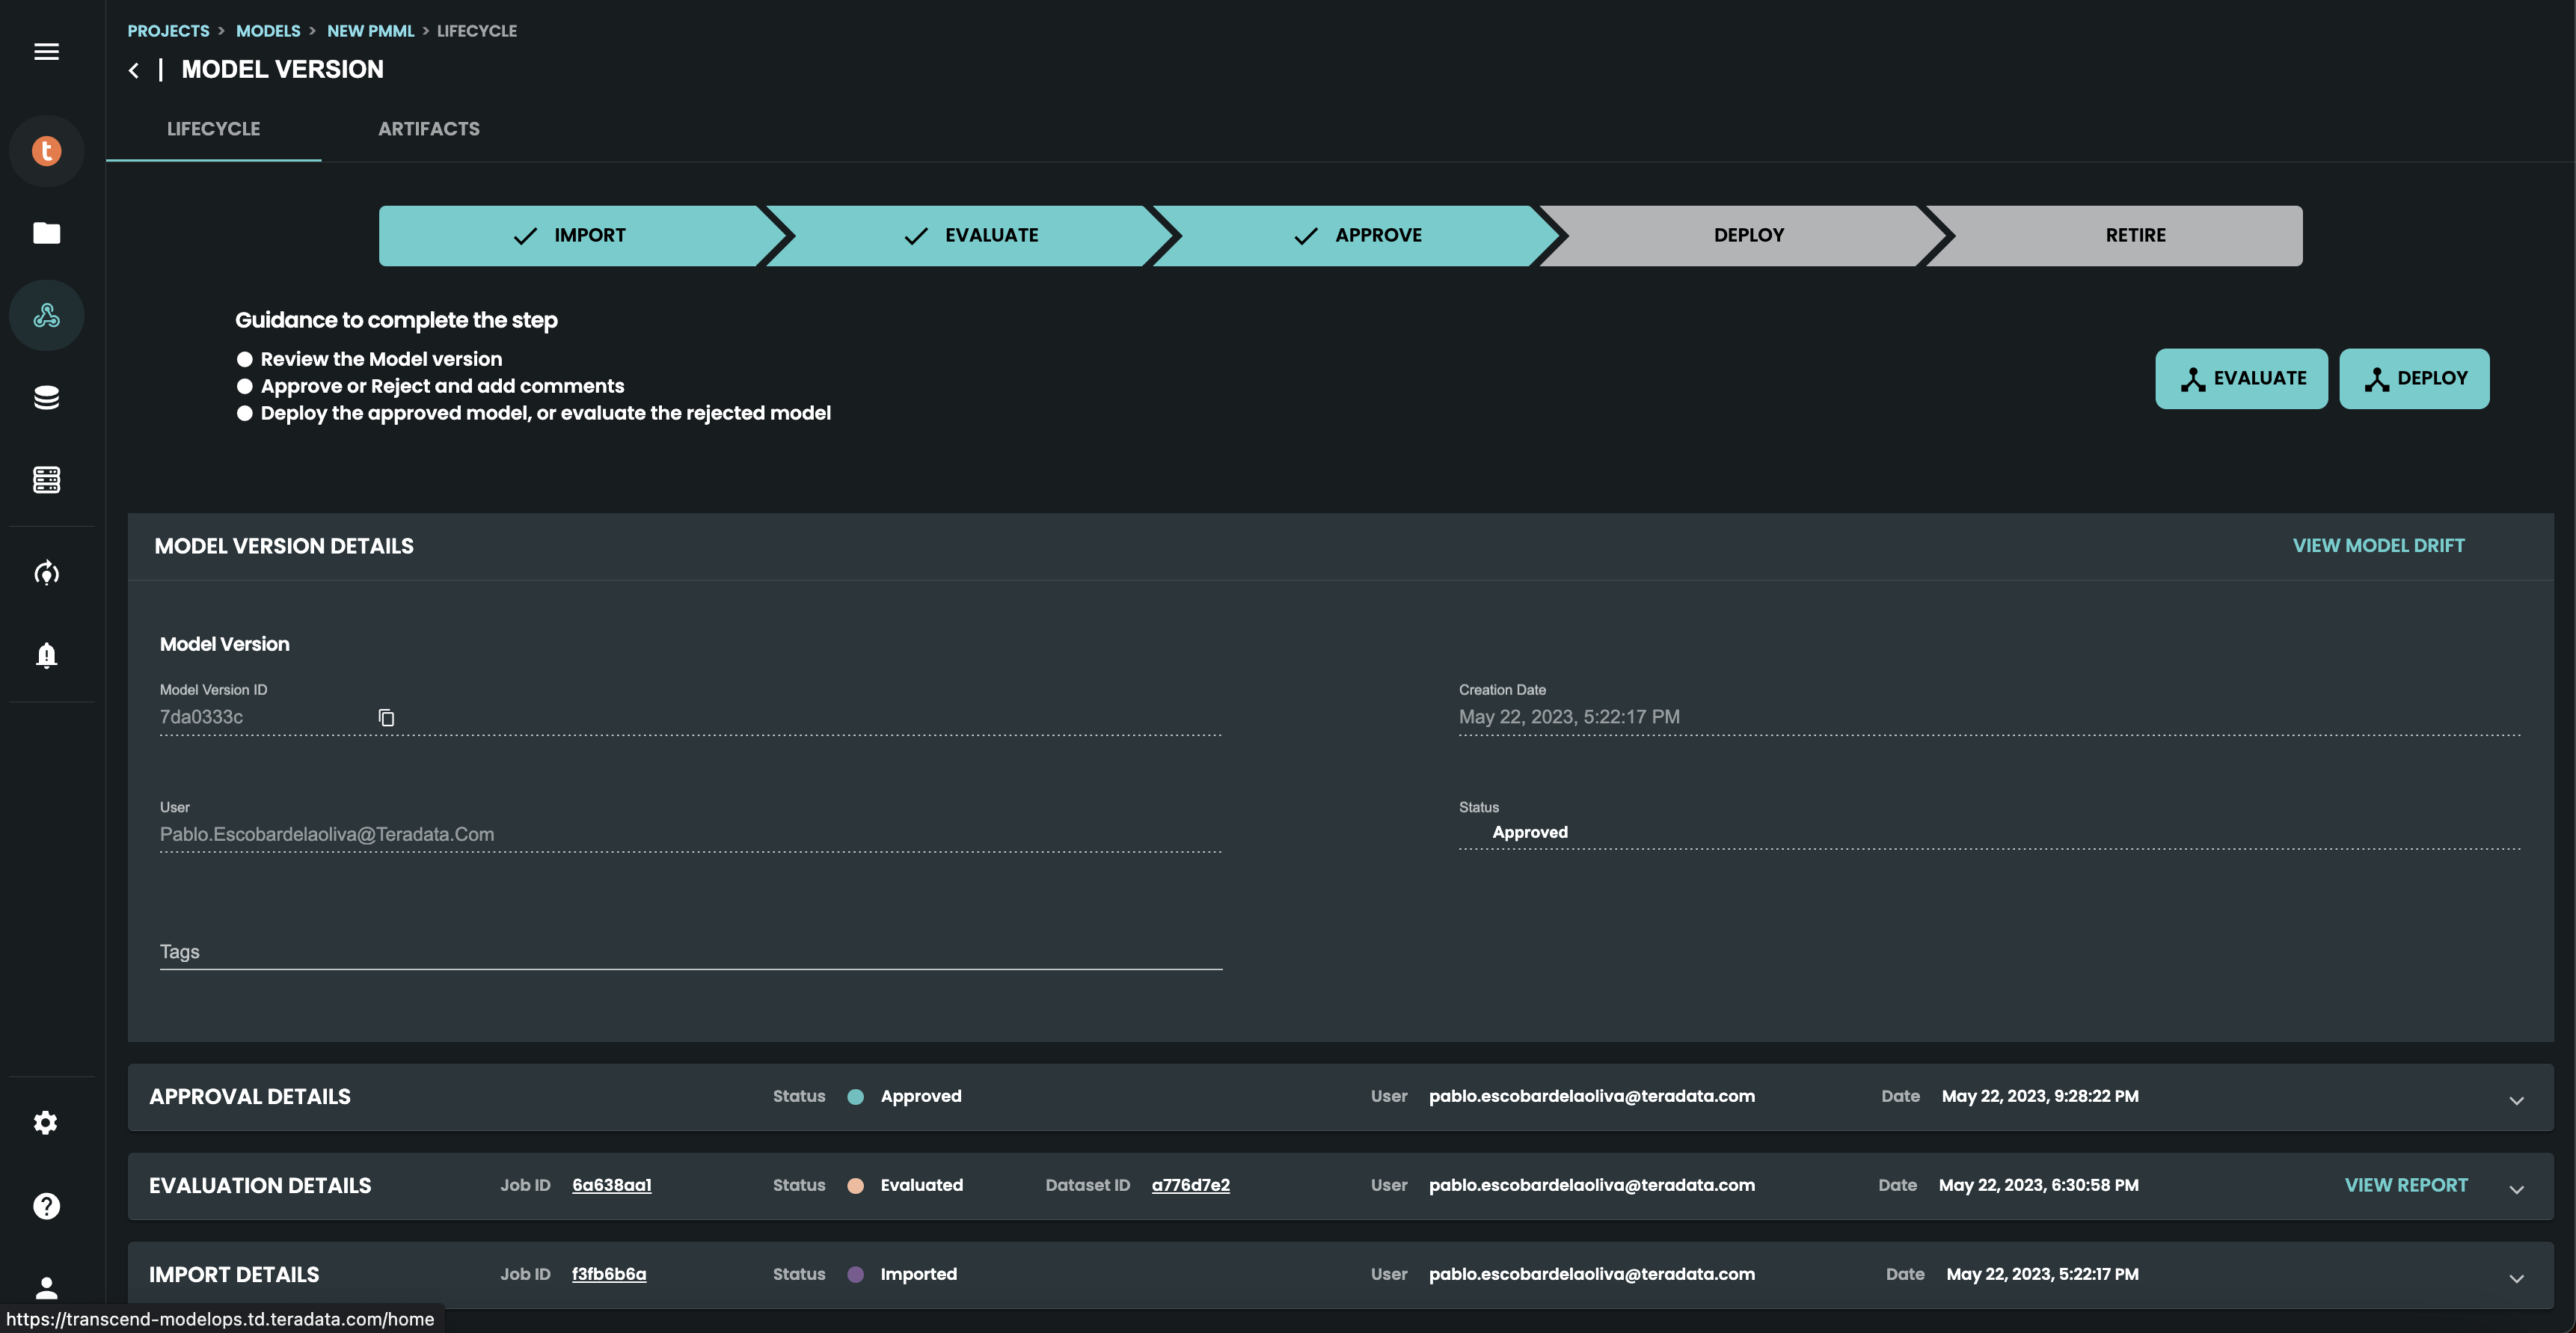 PROJECTS > MODELS > NEW PMML > LIFECYCLE
MODEL VERSION
LIFECYCLE ARTIFACTS
IMPORT EVALUATE APPROVE DEPLOY RETIRE
Guidance to complete the step
Review the Model version
Approve or Reject and add comments
Deploy the approved model, or evaluate the rejected model
EVALUATE DEPLOY
MODEL VERSION DETAILS VIEW MODEL DRIFT
Model Version
Model Version ID Creation Date
7da0333c May 22, 2023, 5:22:17 PM
User Status
Pablo.Escobardelaoliva@Teradata.Com Approved
Tags
APPROVAL DETAILS Status Approved User pablo.escobardelaoliva@teradata.com Date May 22, 2023, 9:28:22 PM
EVALUATION DETAILS Job ID 6a638aa1 Status Evaluated Dataset ID a776d7e2 User pablo.escobardelaoliva@teradata.com Date May 22, 2023, 6:30:58 PM VIEW REPORT
IMPORT DETAILS Job ID f3fb6b6a Status Imported User pablo.escobardelaoliva@teradata.com Date May 22, 2023, 5:22:17 PM
https://transcend-modelops.td.teradata.com/home